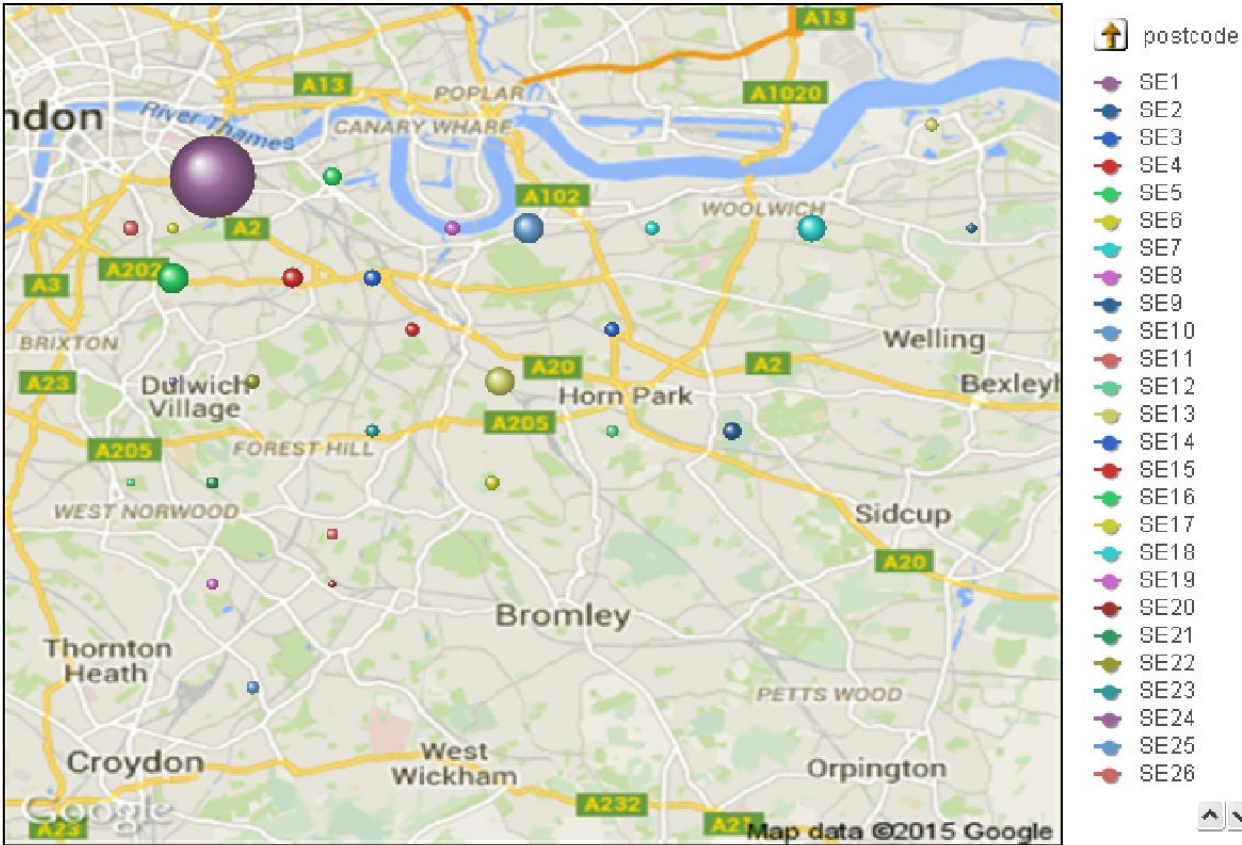 A13
A13
POPLAR
A1020
ndon
River Thames
CANARY WHARF
A102
WOOLWICH
A2
A202
A3
BRIXTON
Welling
A20
A2
A23
Dulwich
Village
Horn Park
Bexleyh
A205
A205
FOREST HILL
WEST NORWOOD
Sidcup
A20
Bromley
Thornton
Heath
PETTS WOOD
Croydon
West
Wickham
Orpington
Google
A232
A23
A21
Map data ©2015 Google
postcode
SE1
SE2
SE3
SE4
SE5
SE6
SE7
SE8
SE9
SE10
SE11
SE12
SE13
SE14
SE15
SE16
SE17
SE18
SE19
SE20
SE21
SE22
SE23
SE24
SE25
SE26